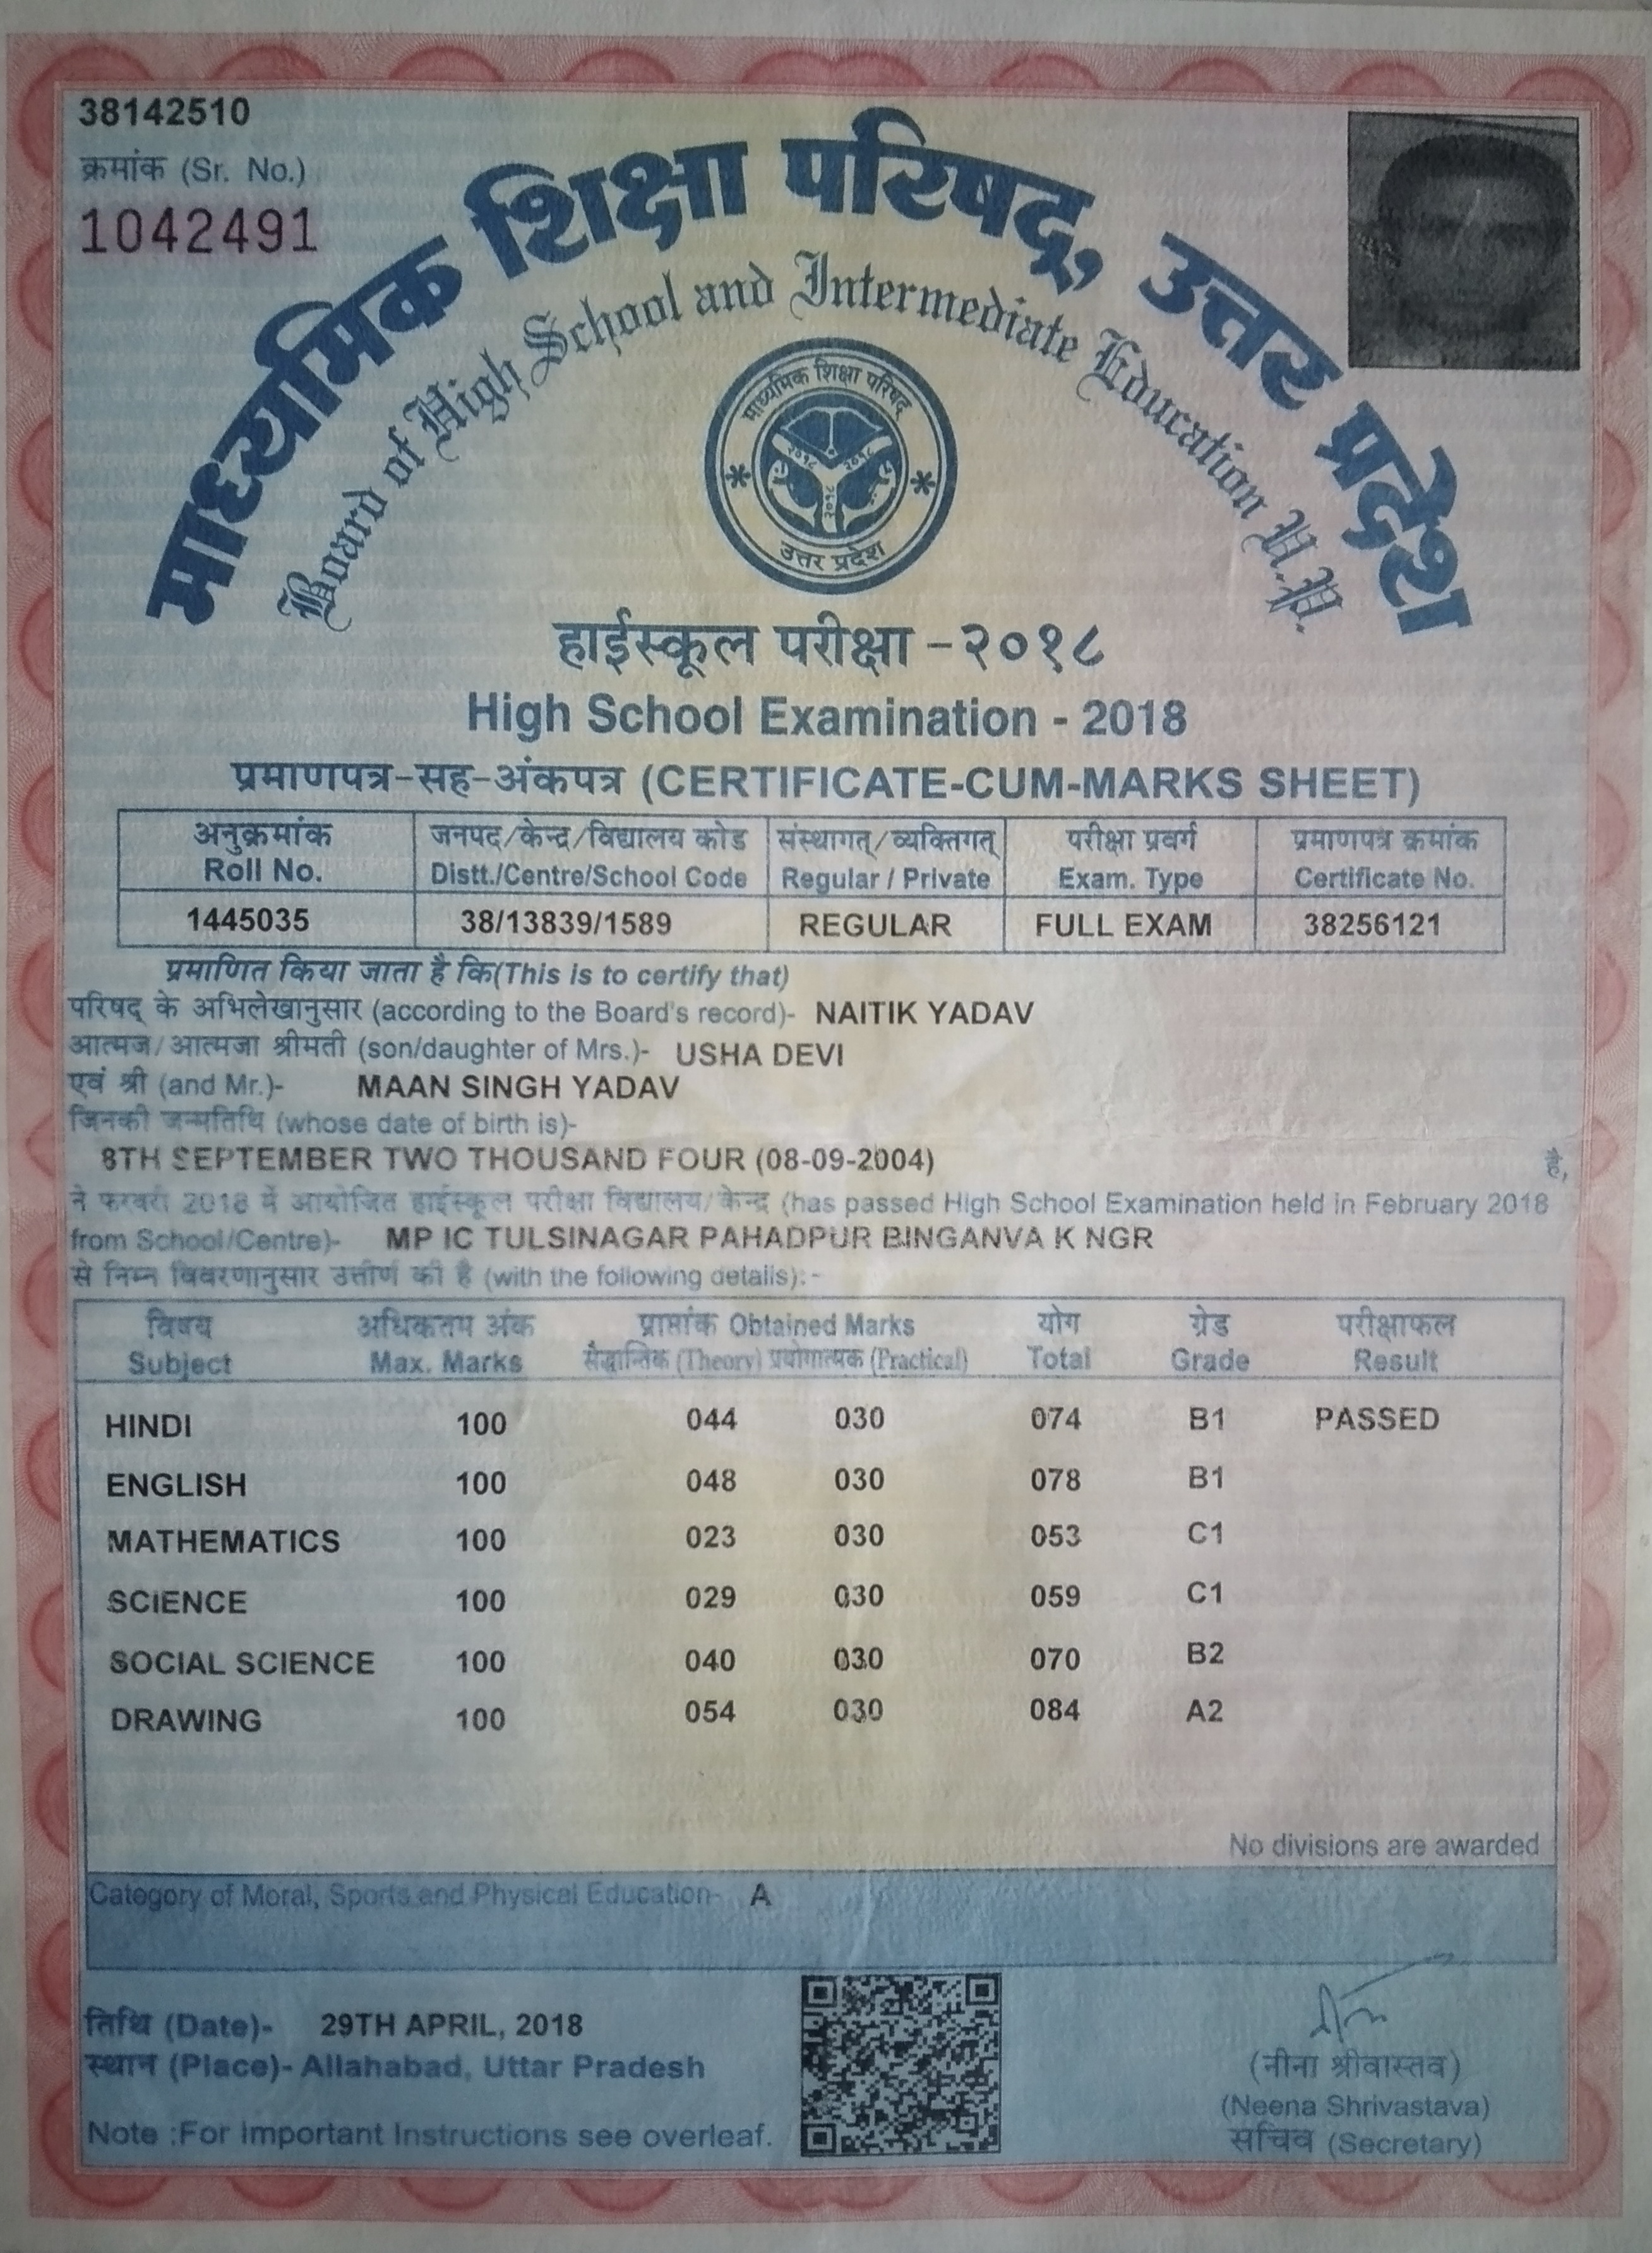 38142510
क्रमांक (Sr. No.)
1042491
माध्यमिक शिक्षा परिषद्, उत्तर प्रदेश
Board of High School and Intermediate Education U.P.
माध्यमिक शिक्षा परिषद्
२०१८ २०१८
२०१८
उत्तर प्रदेश
हाईस्कूल परीक्षा -२०१८
High School Examination - 2018
प्रमाणपत्र-सह-अंकपत्र (CERTIFICATE-CUM-MARKS SHEET)
अनुक्रमांक जनपद/केन्द्र/विद्यालय कोड संस्थागत्/व्यक्तिगत् परीक्षा प्रवर्ग प्रमाणपत्र क्रमांक
Roll No. Distt./Centre/School Code Regular / Private Exam. Type Certificate No.
1445035 38/13839/1589 REGULAR FULL EXAM 38256121
प्रमाणित किया जाता है कि(This is to certify that)
परिषद् के अभिलेखानुसार (according to the Board's record)- NAITIK YADAV
आत्मज/आत्मजा श्रीमती (son/daughter of Mrs.)- USHA DEVI
एवं श्री (and Mr.)- MAAN SINGH YADAV
जिनकी जन्मतिथि (whose date of birth is)-
8TH SEPTEMBER TWO THOUSAND FOUR (08-09-2004) है,
ने फरवरी 2018 में आयोजित हाईस्कूल परीक्षा विद्यालय/केन्द्र (has passed High School Examination held in February 2018
from School/Centre)- MP IC TULSINAGAR PAHADPUR BINGANVA K NGR
से निम्न विवरणानुसार उत्तीर्ण की है (with the following details):-
विषय अधिकतम अंक प्राप्तांक Obtained Marks योग ग्रेड परीक्षाफल
Subject Max. Marks सैद्धान्तिक (Theory) प्रयोगात्मक (Practical) Total Grade Result
HINDI 100 044 030 074 B1 PASSED
ENGLISH 100 048 030 078 B1
MATHEMATICS 100 023 030 053 C1
SCIENCE 100 029 030 059 C1
SOCIAL SCIENCE 100 040 030 070 B2
DRAWING 100 054 030 084 A2
No divisions are awarded
Category of Moral, Sports and Physical Education- A
तिथि (Date)- 29TH APRIL, 2018
स्थान (Place)- Allahabad, Uttar Pradesh
Note :For Important Instructions see overleaf.
(नीना श्रीवास्तव)
(Neena Shrivastava)
सचिव (Secretary)